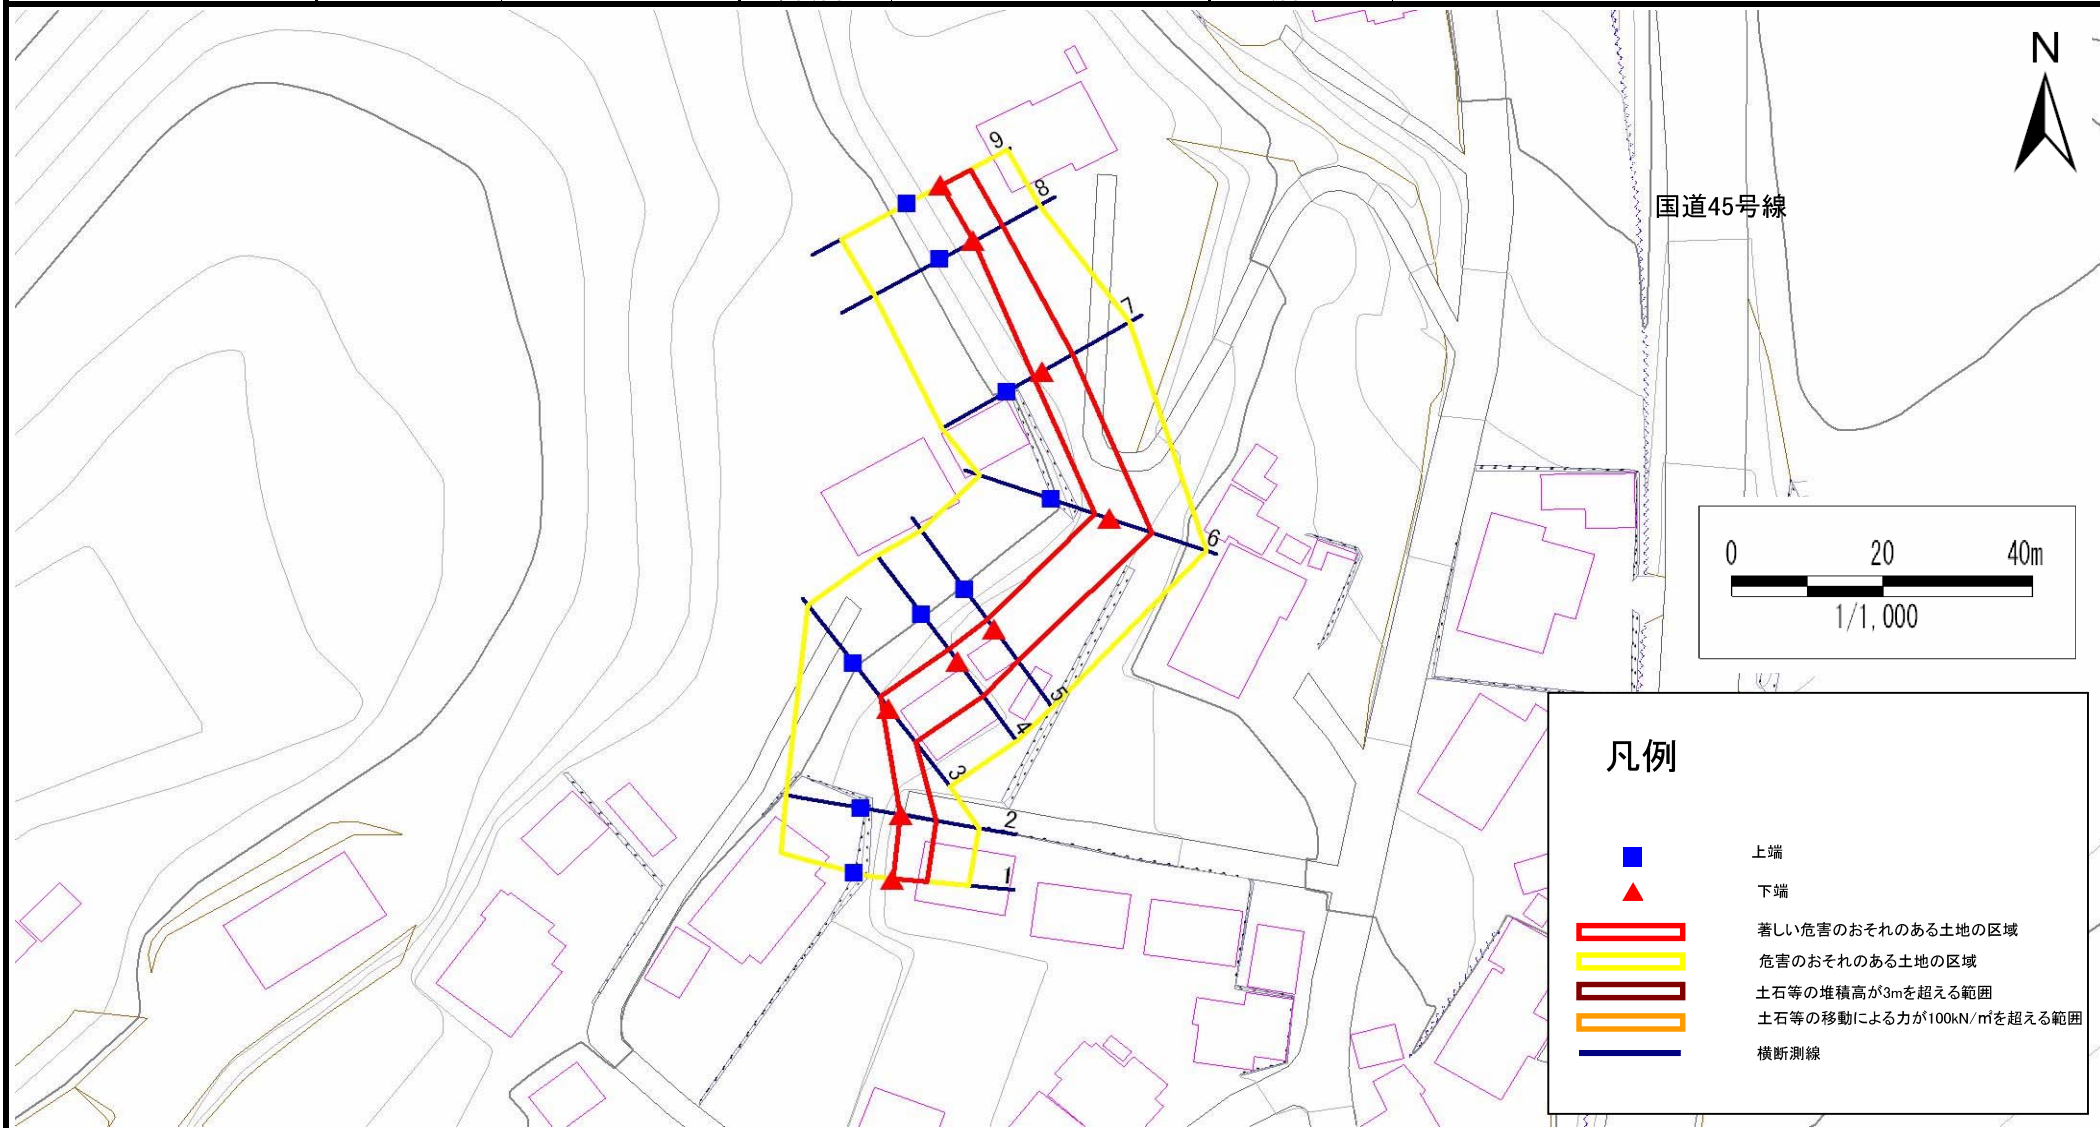 N
国道45号線
9
8
7
6
5
4
3
2
1
0 20 40m
1/1,000
凡例
上端
下端
著しい危害のおそれのある土地の区域
危害のおそれのある土地の区域
土石等の堆積高が3mを超える範囲
土石等の移動による力が100kN/㎡を超える範囲
横断測線